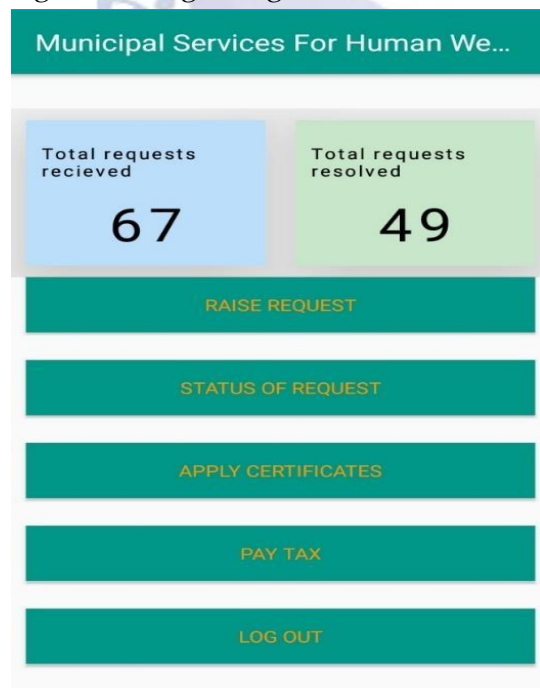 Municipal Services For Human We...
Total requests
recieved
67
Total requests
resolved
49
RAISE REQUEST
STATUS OF REQUEST
APPLY CERTIFICATES
PAY TAX
LOG OUT